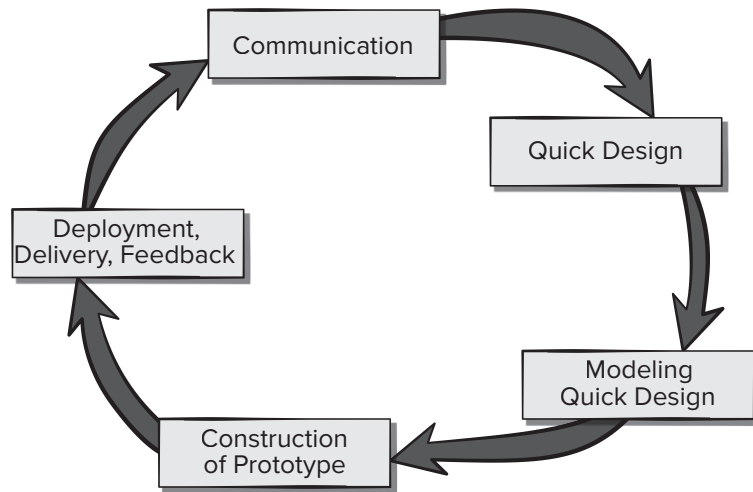 Communication
Quick Design
Modeling
Quick Design
Construction
of Prototype
Deployment,
Delivery, Feedback